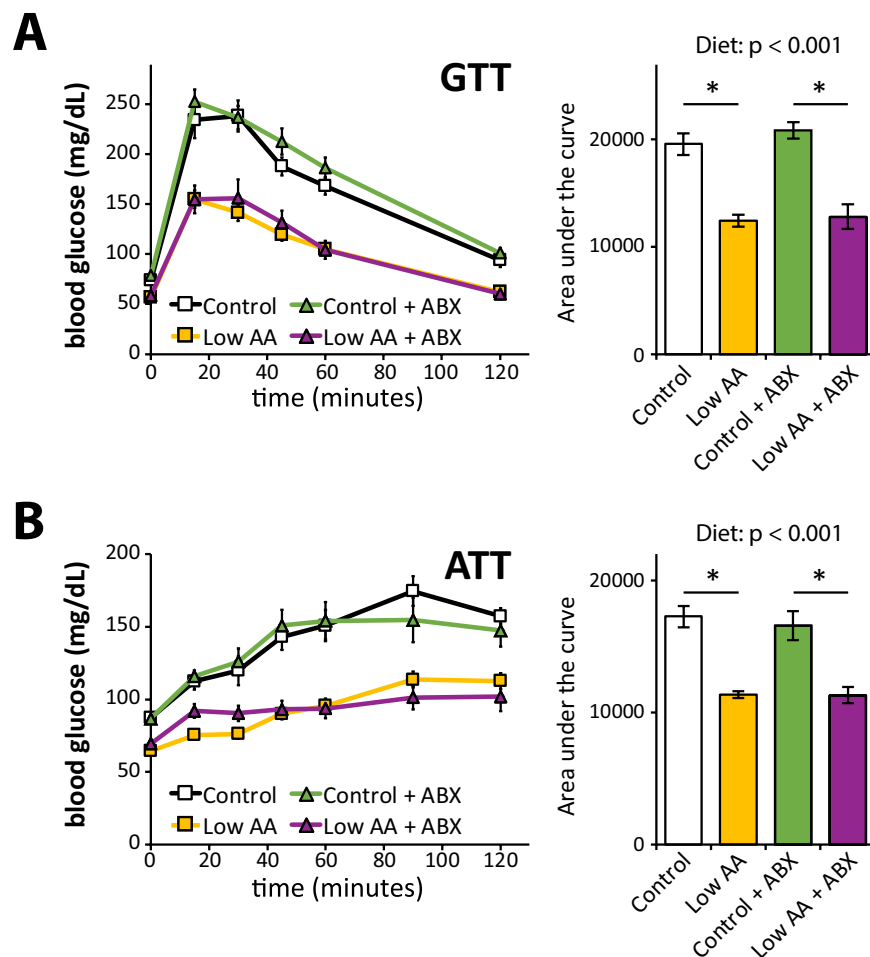 A
GTT
blood glucose (mg/dL)
250
200
150
100
50
0
Control
Control + ABX
Low AA
Low AA + ABX
0 20 40 60 80 100 120
time (minutes)
Diet: p < 0.001
* *
Area under the curve
20000
10000
0
Control
Low AA
Control + ABX
Low AA + ABX
B
ATT
blood glucose (mg/dL)
200
150
100
50
0
Control
Control + ABX
Low AA
Low AA + ABX
0 20 40 60 80 100 120
time (minutes)
Diet: p < 0.001
* *
Area under the curve
20000
10000
0
Control
Low AA
Control + ABX
Low AA + ABX